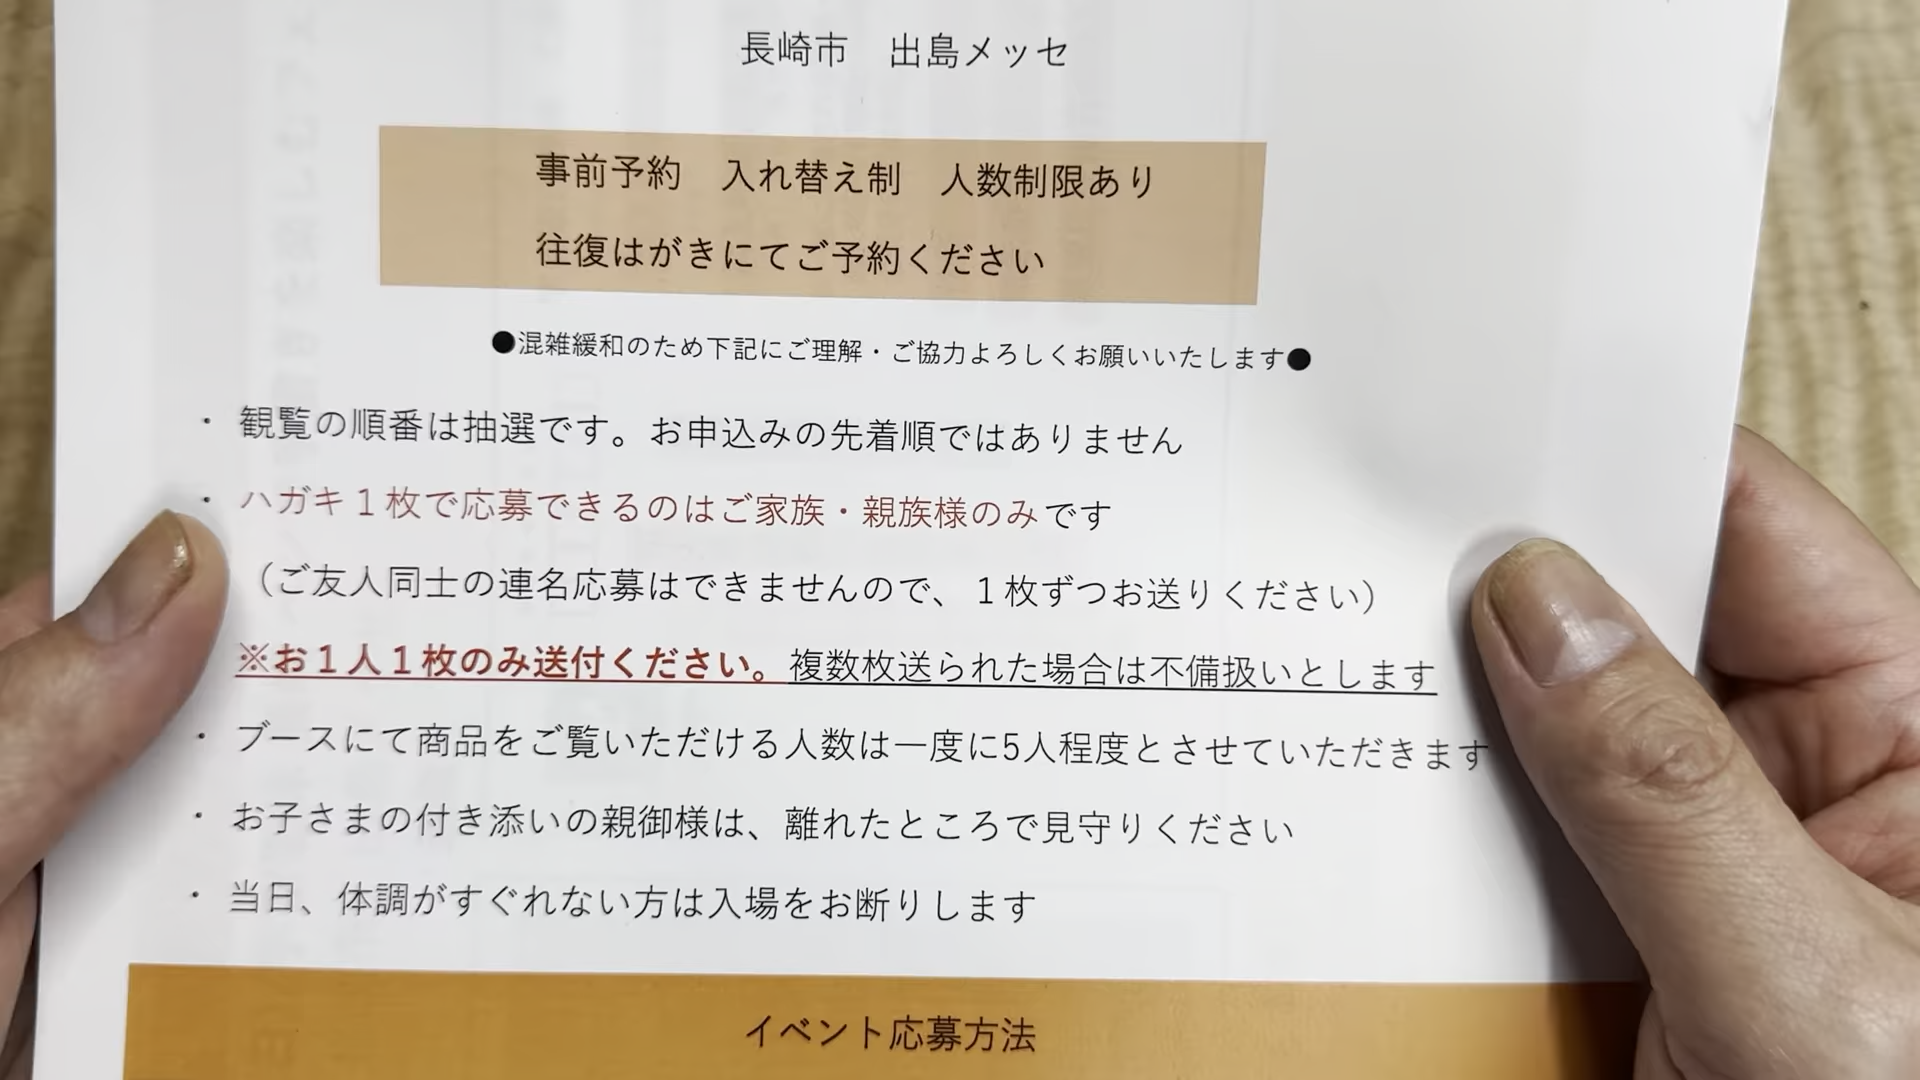 長崎市　出島メッセ
事前予約　入れ替え制　人数制限あり
往復はがきにてご予約ください
●混雑緩和のため下記にご理解・ご協力よろしくお願いいたします●
・ 観覧の順番は抽選です。お申込みの先着順ではありません
・ ハガキ１枚で応募できるのはご家族・親族様のみです
（ご友人同士の連名応募はできませんので、１枚ずつお送りください）
※お１人１枚のみ送付ください。複数枚送られた場合は不備扱いとします
・ ブースにて商品をご覧いただける人数は一度に5人程度とさせていただきます
・ お子さまの付き添いの親御様は、離れたところで見守りください
・ 当日、体調がすぐれない方は入場をお断りします
イベント応募方法